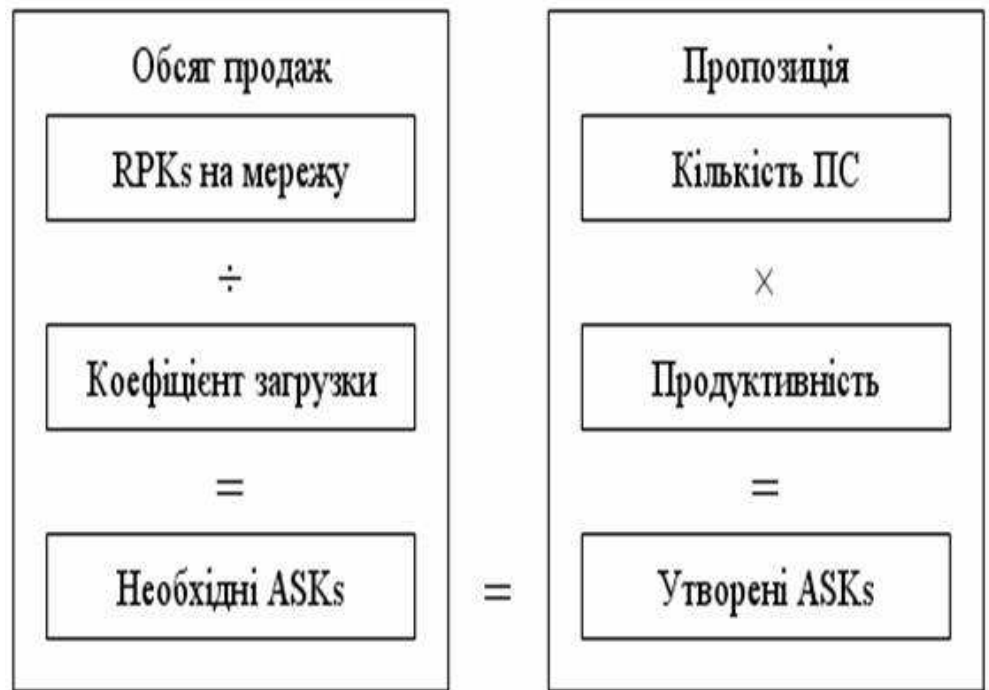 Обсяг продаж
RPKs на мережу
÷
Коефіцієнт загрузки
=
Необхідні ASKs
=
Пропозиція
Кількість ПС
×
Продуктивність
=
Утворені ASKs